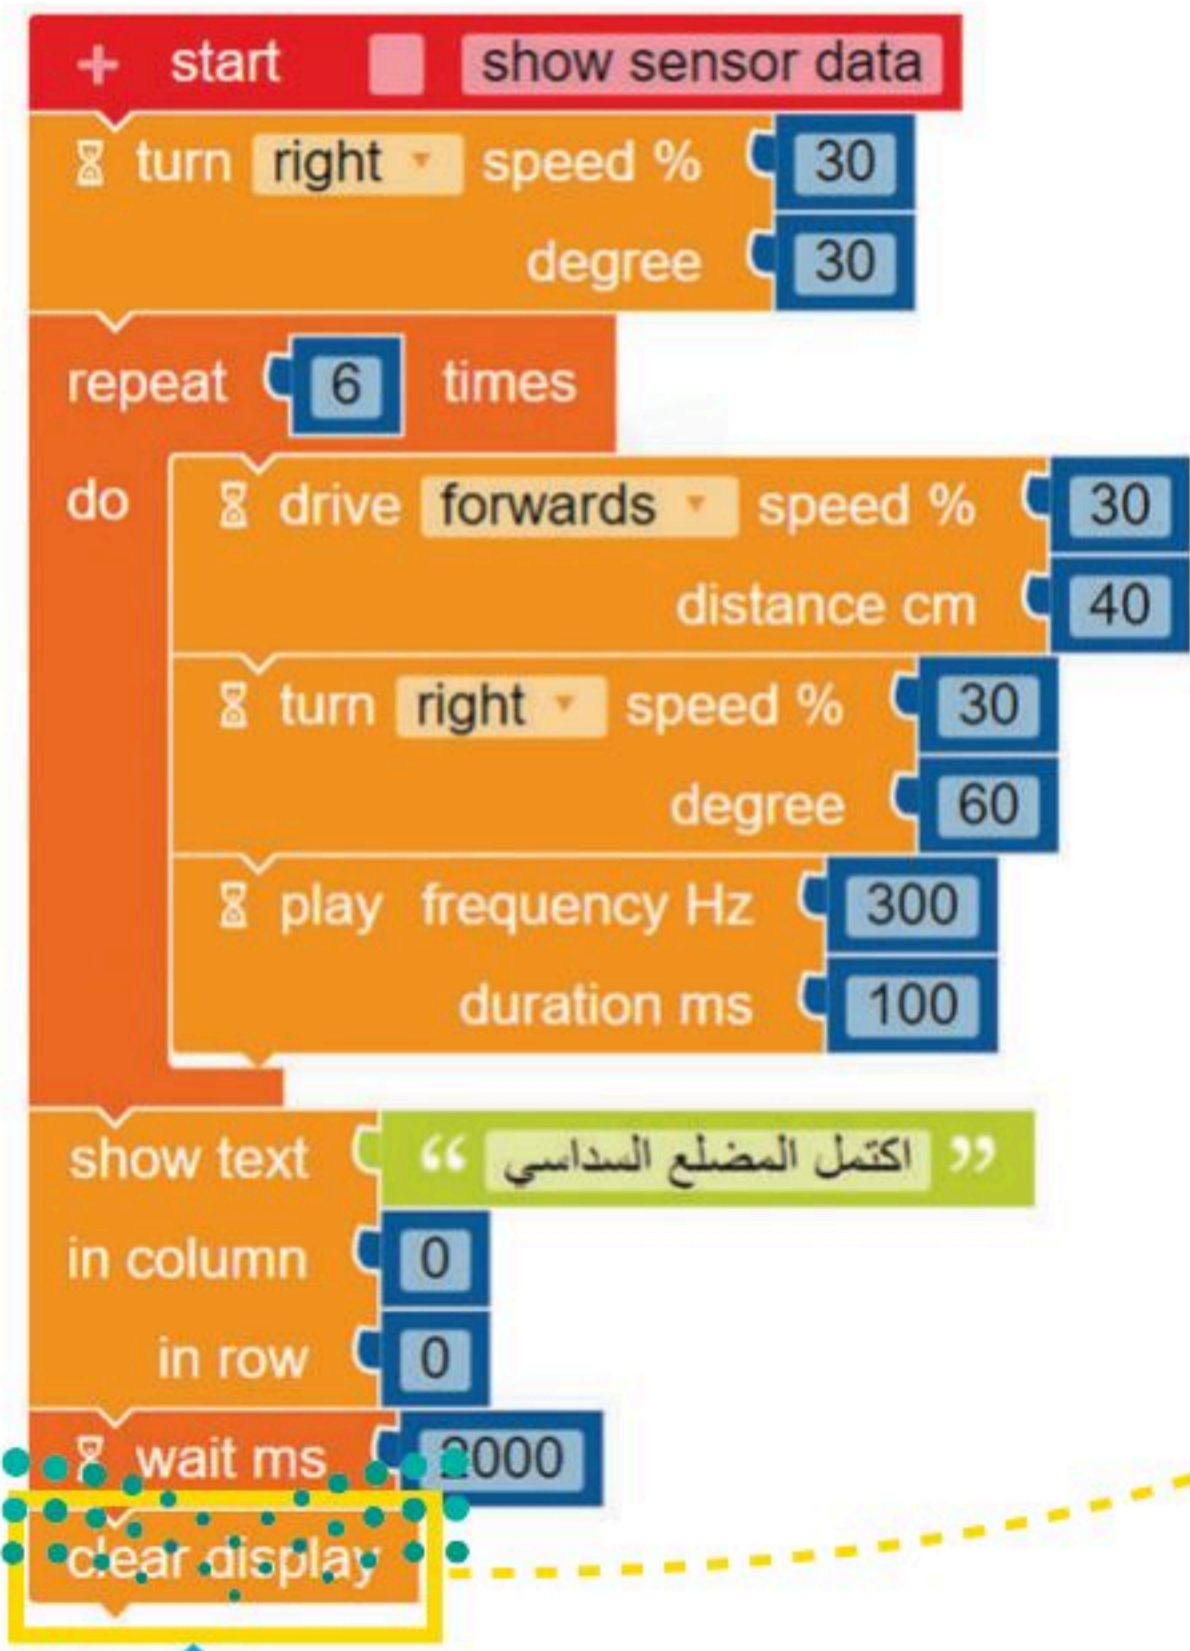 + start show sensor data
turn right speed % 30
degree 30
repeat 6 times
do drive forwards speed % 30
distance cm 40
turn right speed % 30
degree 60
play frequency Hz 300
duration ms 100
show text “ اكتمل المضلع السداسي ”
in column 0
in row 0
wait ms 2000
clear display